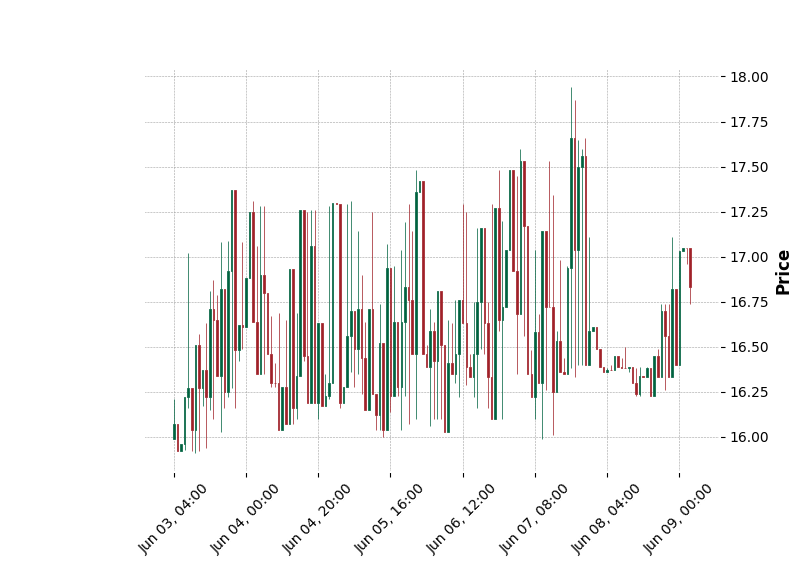 18.00
17.75
17.50
17.25
17.00
16.75
16.50
16.25
16.00
Price
Jun 03, 04:00
Jun 04, 00:00
Jun 04, 20:00
Jun 05, 16:00
Jun 06, 12:00
Jun 07, 08:00
Jun 08, 04:00
Jun 09, 00:00